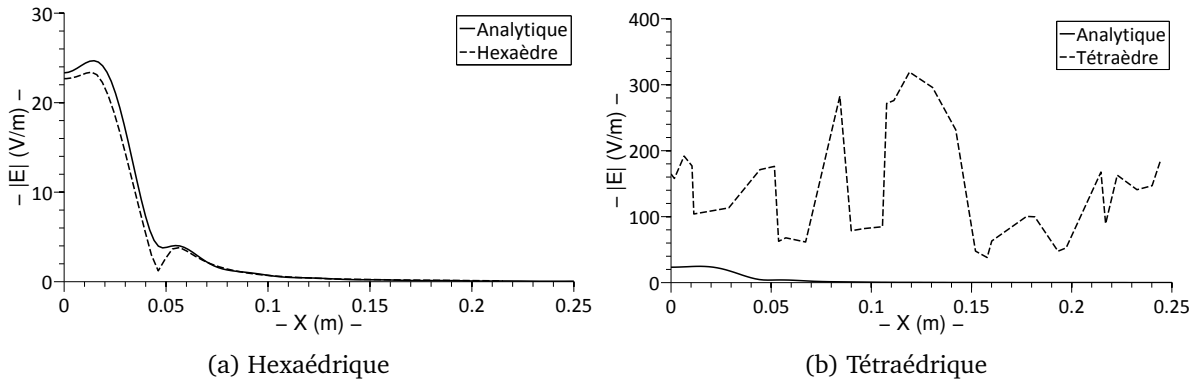 30
20
10
0
– |E| (V/m) –
Analytique
Hexaèdre
0 0.05 0.1 0.15 0.2 0.25
– X (m) –
(a) Hexaédrique
400
300
200
100
0
– |E| (V/m) –
Analytique
Tétraèdre
0 0.05 0.1 0.15 0.2 0.25
– X (m) –
(b) Tétraédrique